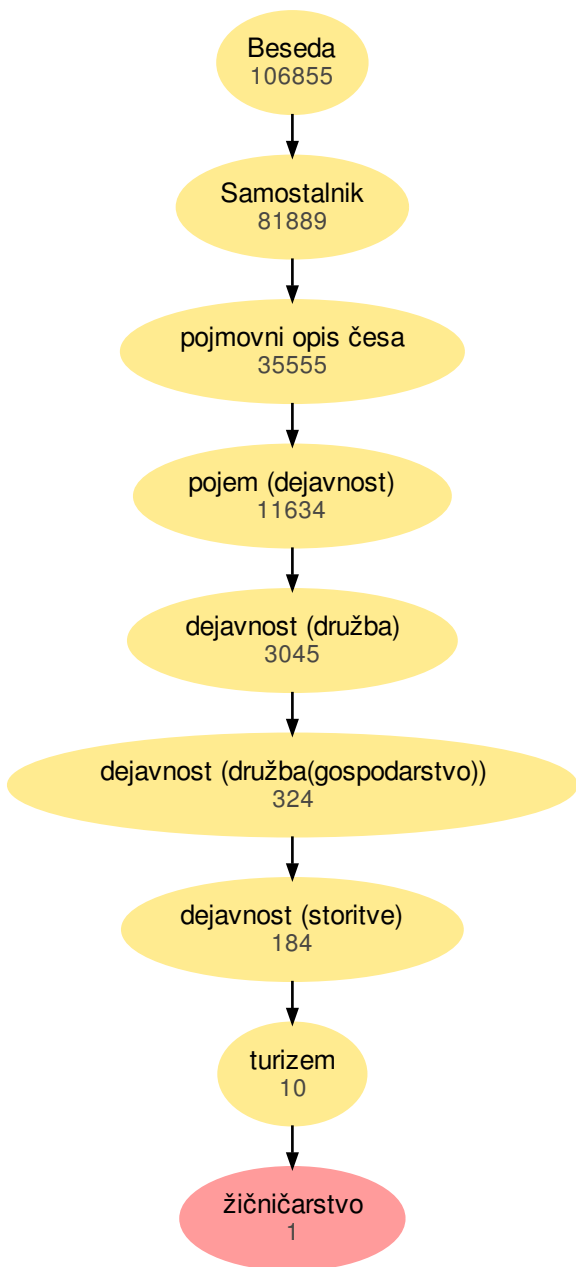 Beseda
106855
Samostalnik
81889
pojmovni opis česa
35555
pojem (dejavnost)
11634
dejavnost (družba)
3045
dejavnost (družba(gospodarstvo))
324
dejavnost (storitve)
184
turizem
10
žičničarstvo
1